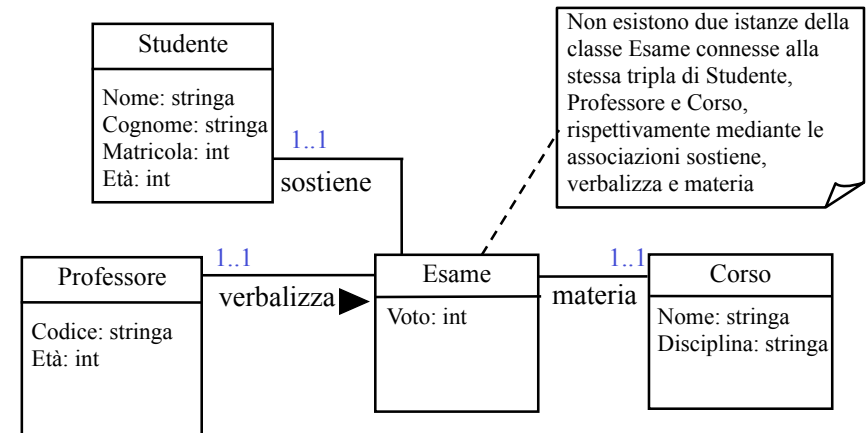 Studente
Nome: stringa
Cognome: stringa
Matricola: int
Età: int
1..1
sostiene
Non esistono due istanze della
classe Esame connesse alla
stessa tripla di Studente,
Professore e Corso,
rispettivamente mediante le
associazioni sostiene,
verbalizza e materia
Professore
Codice: stringa
Età: int
1..1
verbalizza
Esame
Voto: int
1..1
materia
Corso
Nome: stringa
Disciplina: stringa